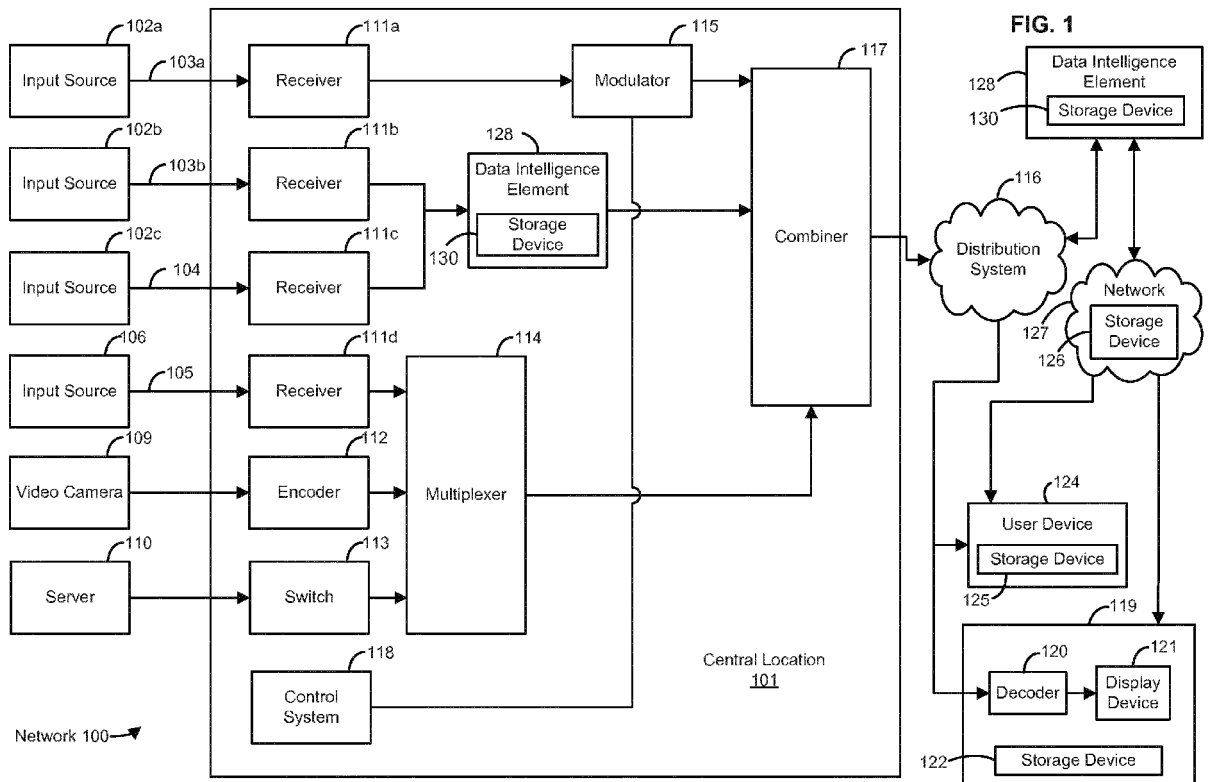 FIG. 1
102a
Input Source
103a
111a
Receiver
115
Modulator
117
Combiner
102b
Input Source
103b
111b
Receiver
128
Data Intelligence
Element
Storage
Device
130
102c
Input Source
104
111c
Receiver
106
Input Source
105
111d
Receiver
114
Multiplexer
109
Video Camera
112
Encoder
110
Server
113
Switch
118
Control
System
Central Location
101
Network 100
128
Data Intelligence
Element
130
Storage Device
116
Distribution
System
Network
127
Storage
Device
126
124
User Device
Storage Device
125
119
120
Decoder
121
Display
Device
122
Storage Device